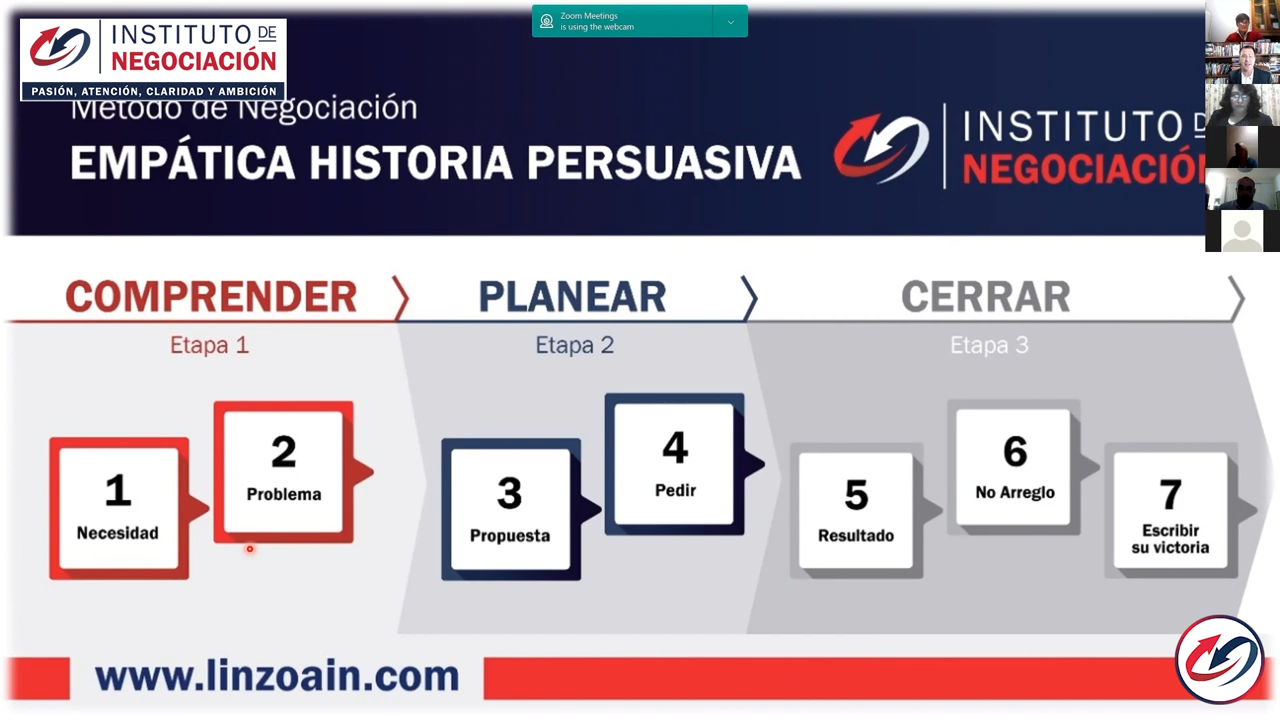 Zoom Meetings
is using the webcam
INSTITUTO DE
NEGOCIACIÓN
PASIÓN, ATENCIÓN, CLARIDAD Y AMBICIÓN
Método de Negociación
EMPÁTICA HISTORIA PERSUASIVA
INSTITUTO D
NEGOCIACIÓN
COMPRENDER
PLANEAR
CERRAR
Etapa 1
Etapa 2
Etapa 3
1
Necesidad
2
Problema
3
Propuesta
4
Pedir
5
Resultado
6
No Arreglo
7
Escribir
su victoria
www.linzoain.com